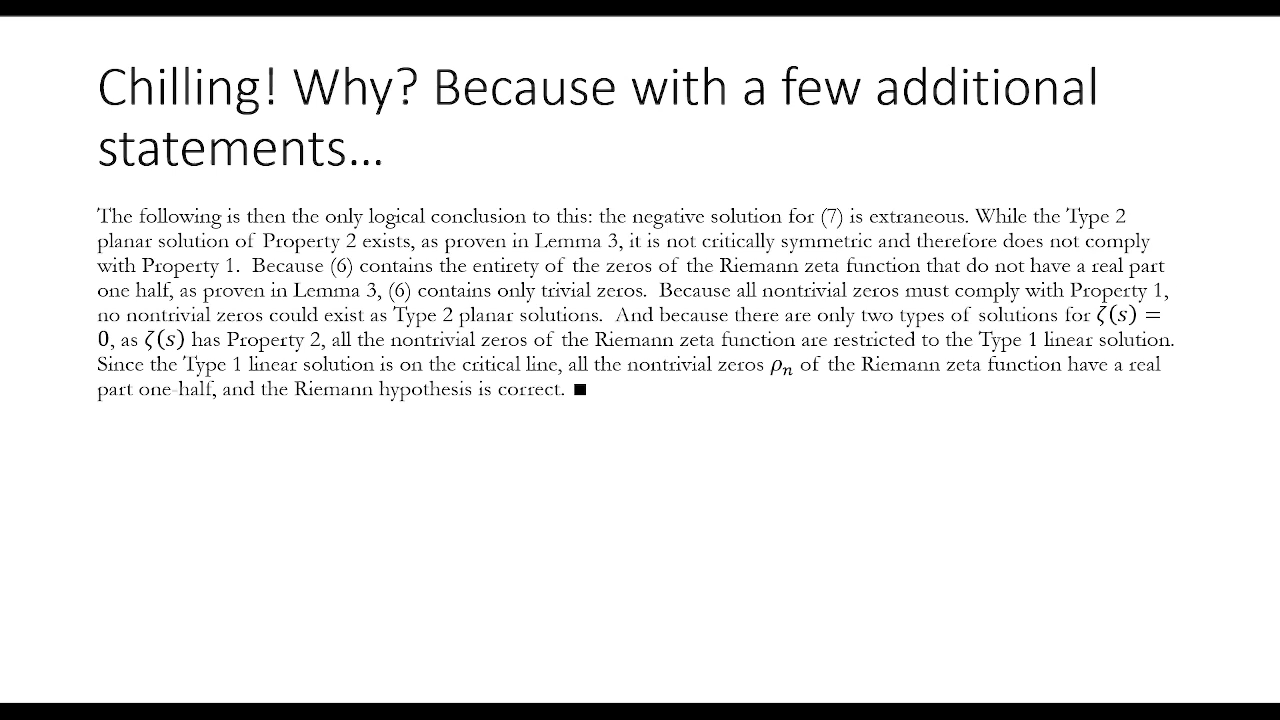 Chilling! Why? Because with a few additional
statements...
The following is then the only logical conclusion to this: the negative solution for (7) is extraneous. While the Type 2
planar solution of Property 2 exists, as proven in Lemma 3, it is not critically symmetric and therefore does not comply
with Property 1. Because (6) contains the entirety of the zeros of the Riemann zeta function that do not have a real part
one half, as proven in Lemma 3, (6) contains only trivial zeros. Because all nontrivial zeros must comply with Property 1,
no nontrivial zeros could exist as Type 2 planar solutions. And because there are only two types of solutions for ζ(s) =
0, as ζ(s) has Property 2, all the nontrivial zeros of the Riemann zeta function are restricted to the Type 1 linear solution.
Since the Type 1 linear solution is on the critical line, all the nontrivial zeros ρₙ of the Riemann zeta function have a real
part one-half, and the Riemann hypothesis is correct. ■